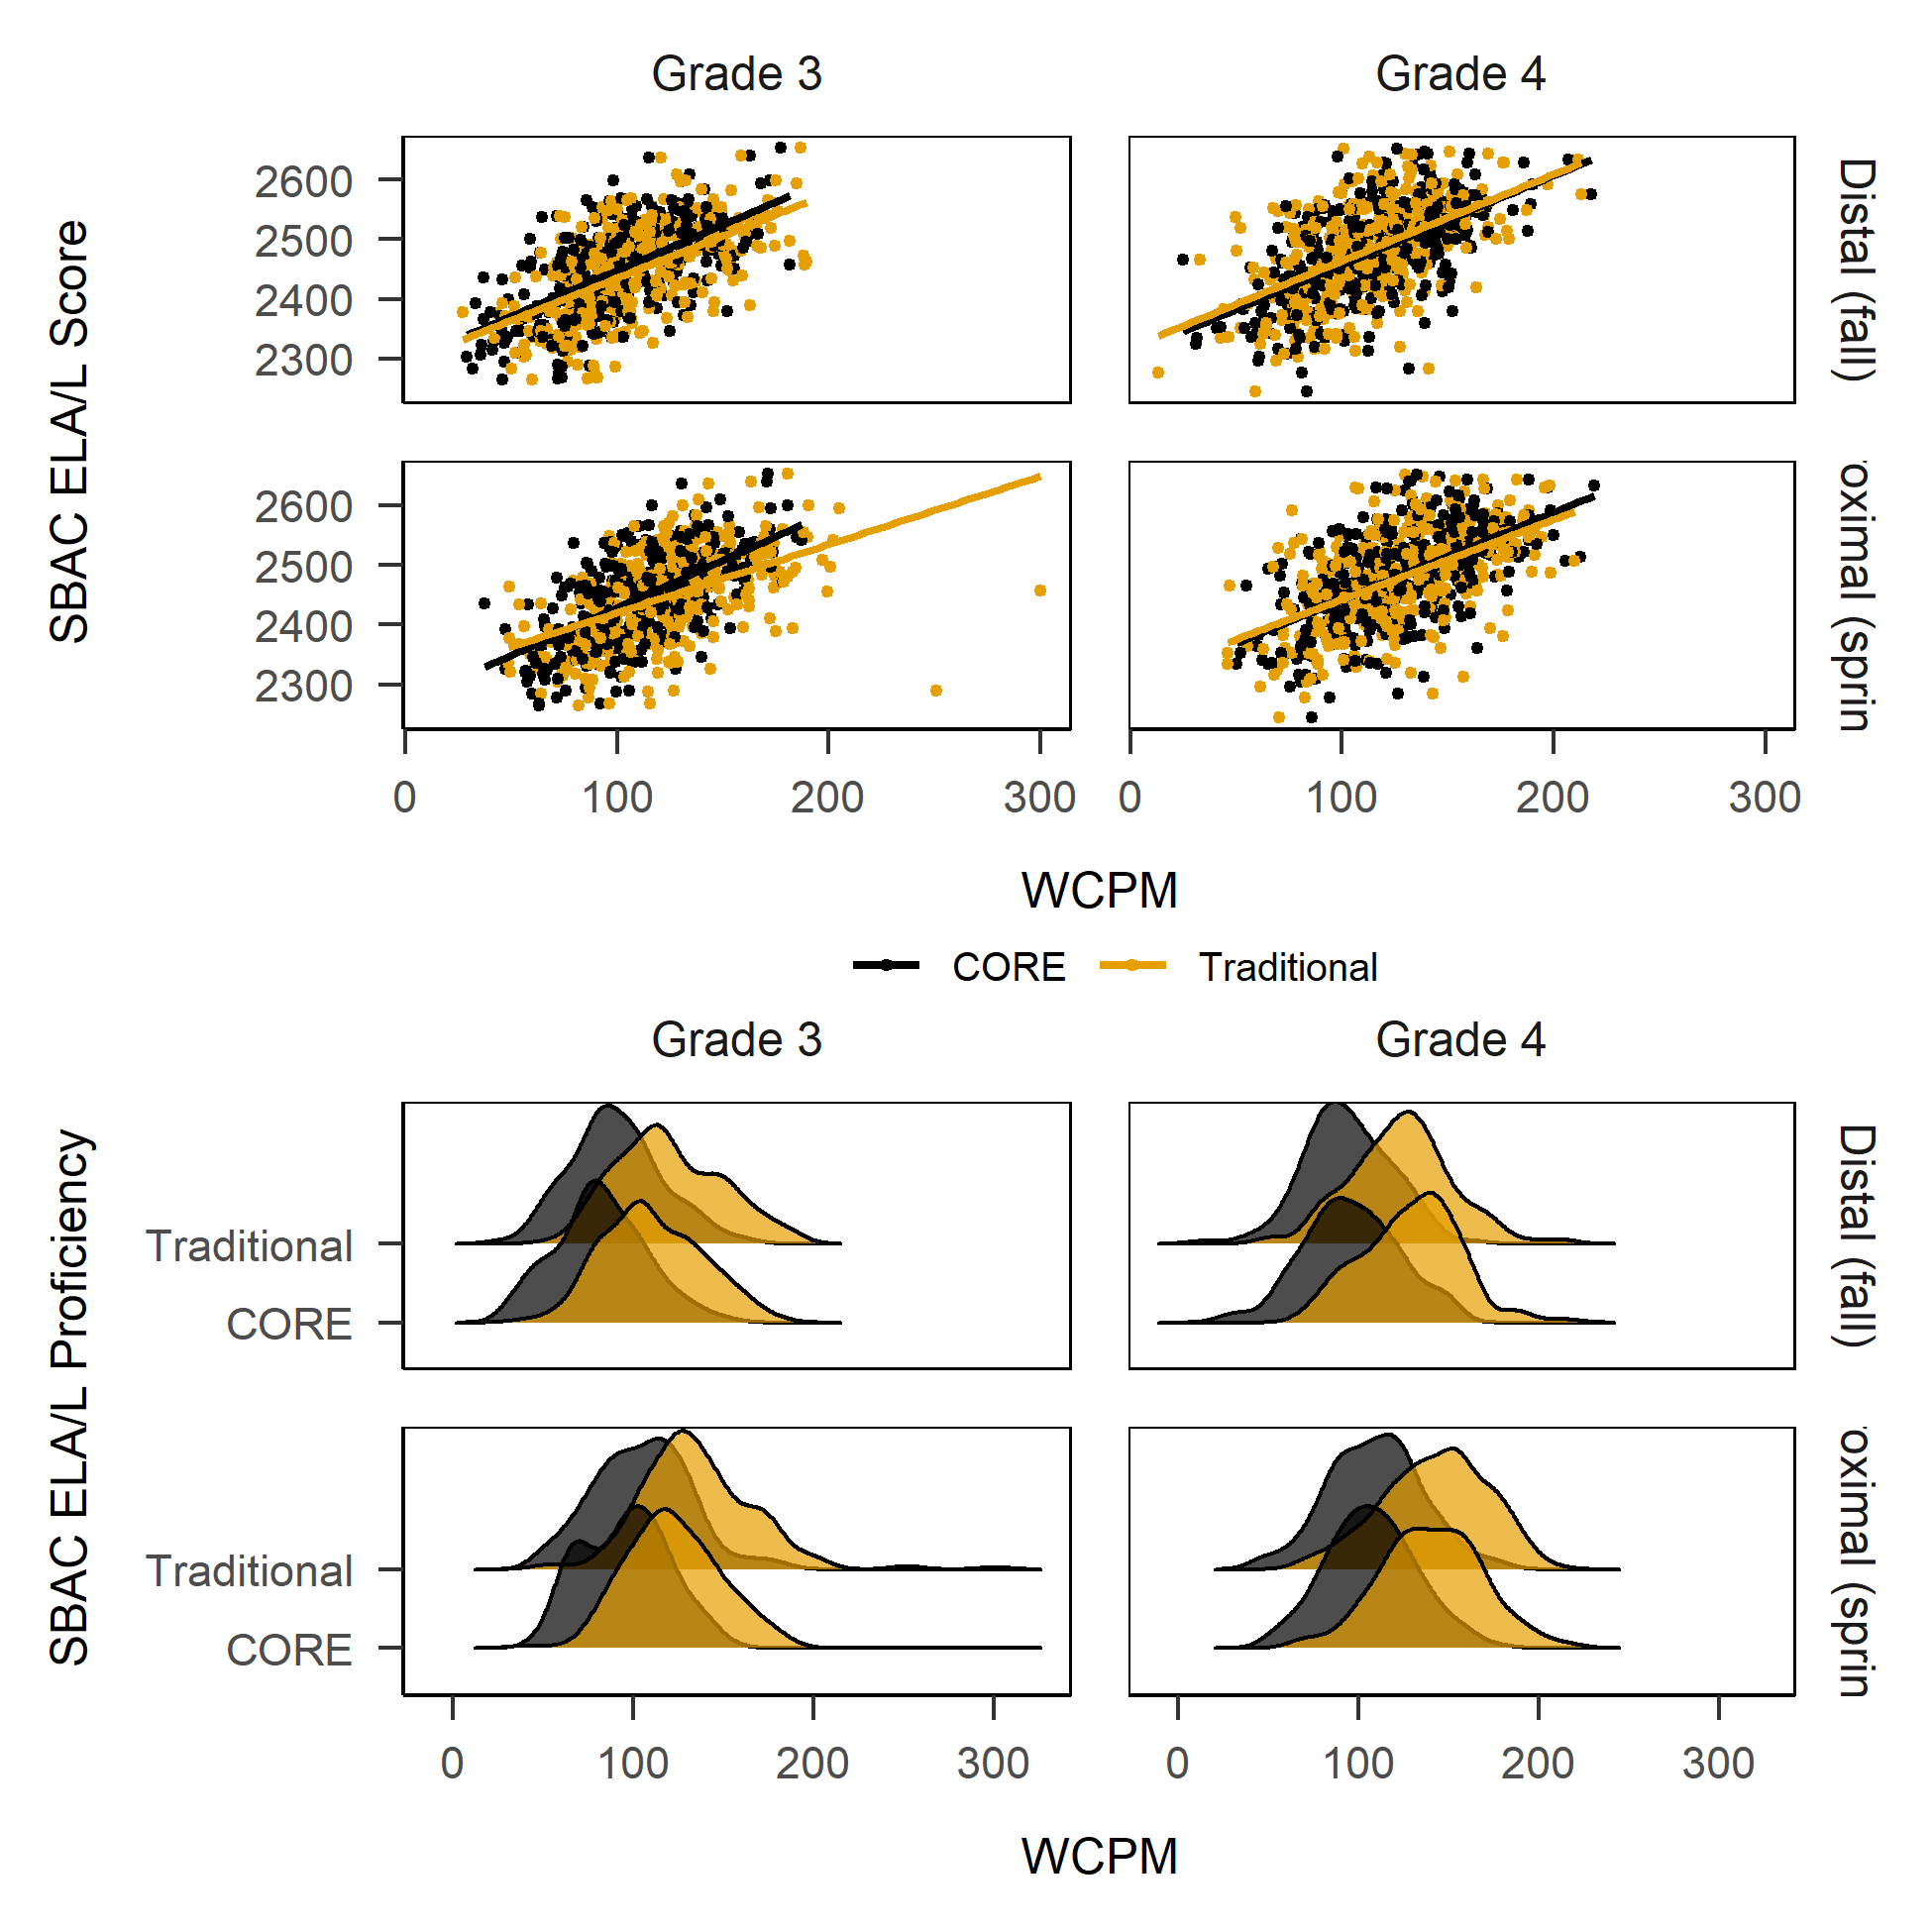 Grade 3
Grade 4
SBAC ELA/L Score
2600
2500
2400
2300
Distal (fall)
2600
2500
2400
2300
oximal (sprin
0
100
200
300
0
100
200
300
WCPM
CORE
Traditional
Grade 3
Grade 4
SBAC ELA/L Proficiency
Traditional
CORE
Distal (fall)
Traditional
CORE
oximal (sprin
0
100
200
300
0
100
200
300
WCPM